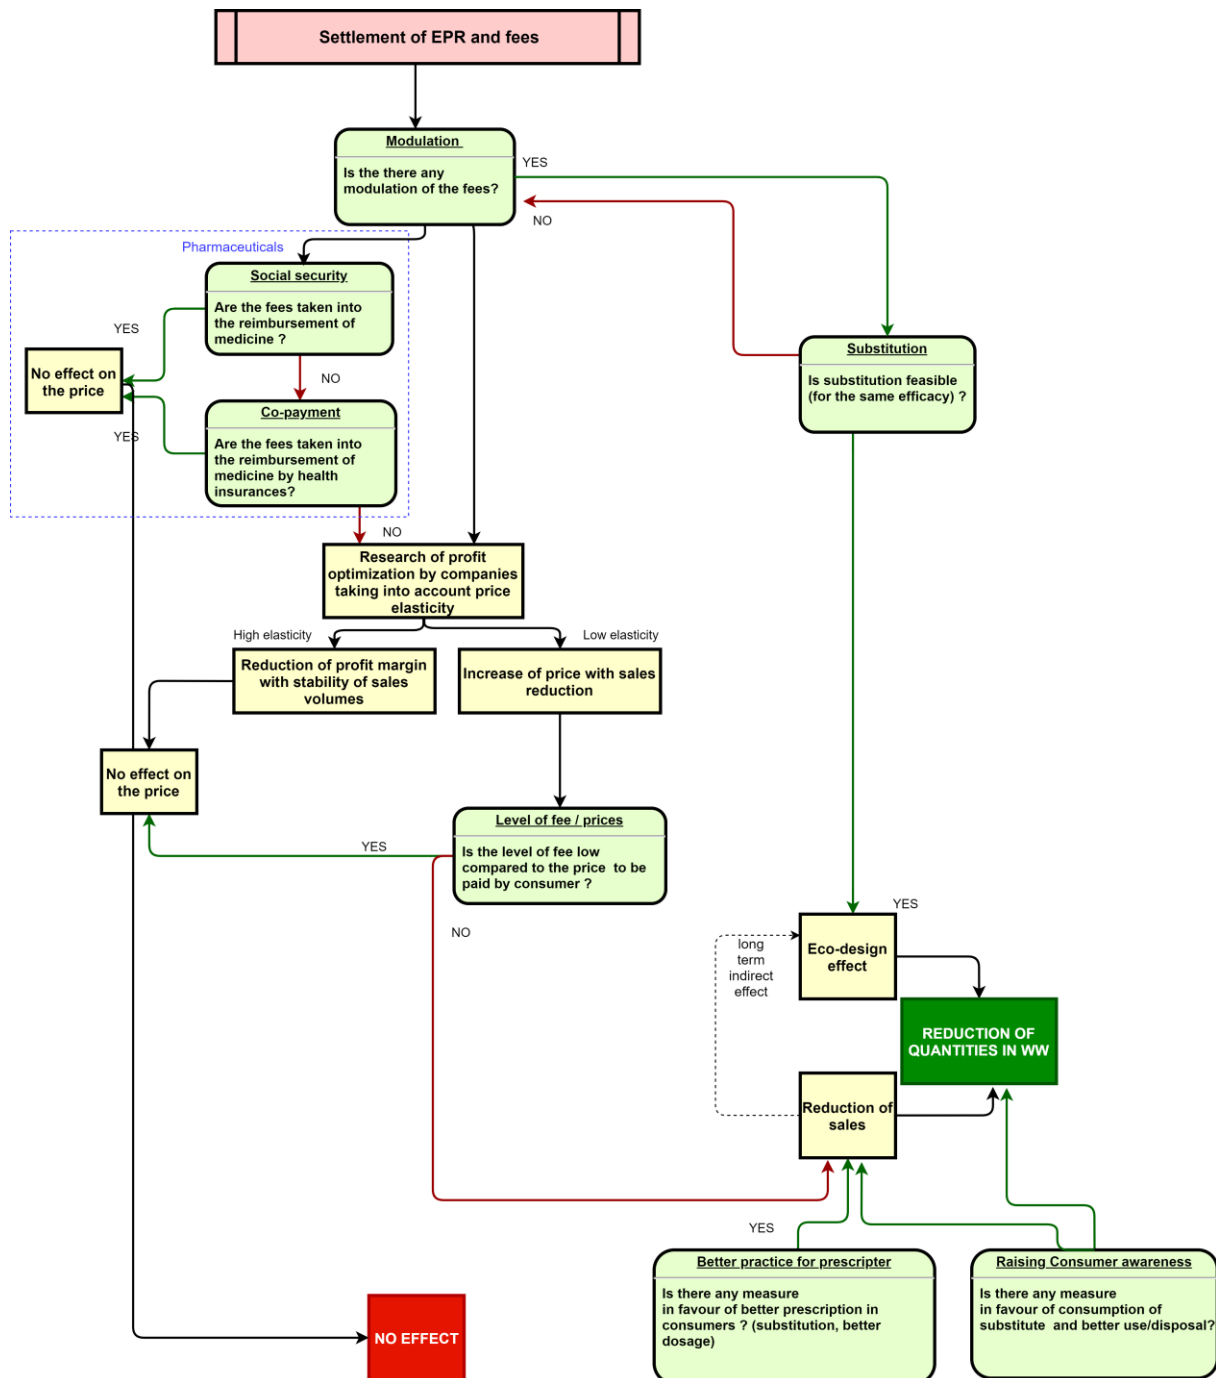 Settlement of EPR and fees
Modulation
Is the there any
modulation of the fees?
YES
NO
Pharmaceuticals
Social security
Are the fees taken into
the reimbursement of
medicine ?
YES
NO
No effect on
the price
YES
Co-payment
Are the fees taken into
the reimbursement of
medicine by health
insurances?
NO
Substitution
Is substitution feasible
(for the same efficacy) ?
Research of profit
optimization by companies
taking into account price
elasticity
High elasticity
Low elasticity
Reduction of profit margin
with stability of sales
volumes
Increase of price with sales
reduction
No effect on
the price
Level of fee / prices
Is the level of fee low
compared to the price to be
paid by consumer ?
YES
NO
YES
Eco-design
effect
long
term
indirect
effect
REDUCTION OF
QUANTITIES IN WW
Reduction of
sales
YES
Better practice for prescripter
Is there any measure
in favour of better prescription in
consumers ? (substitution, better
dosage)
Raising Consumer awareness
Is there any measure
in favour of consumption of
substitute and better use/disposal?
NO EFFECT